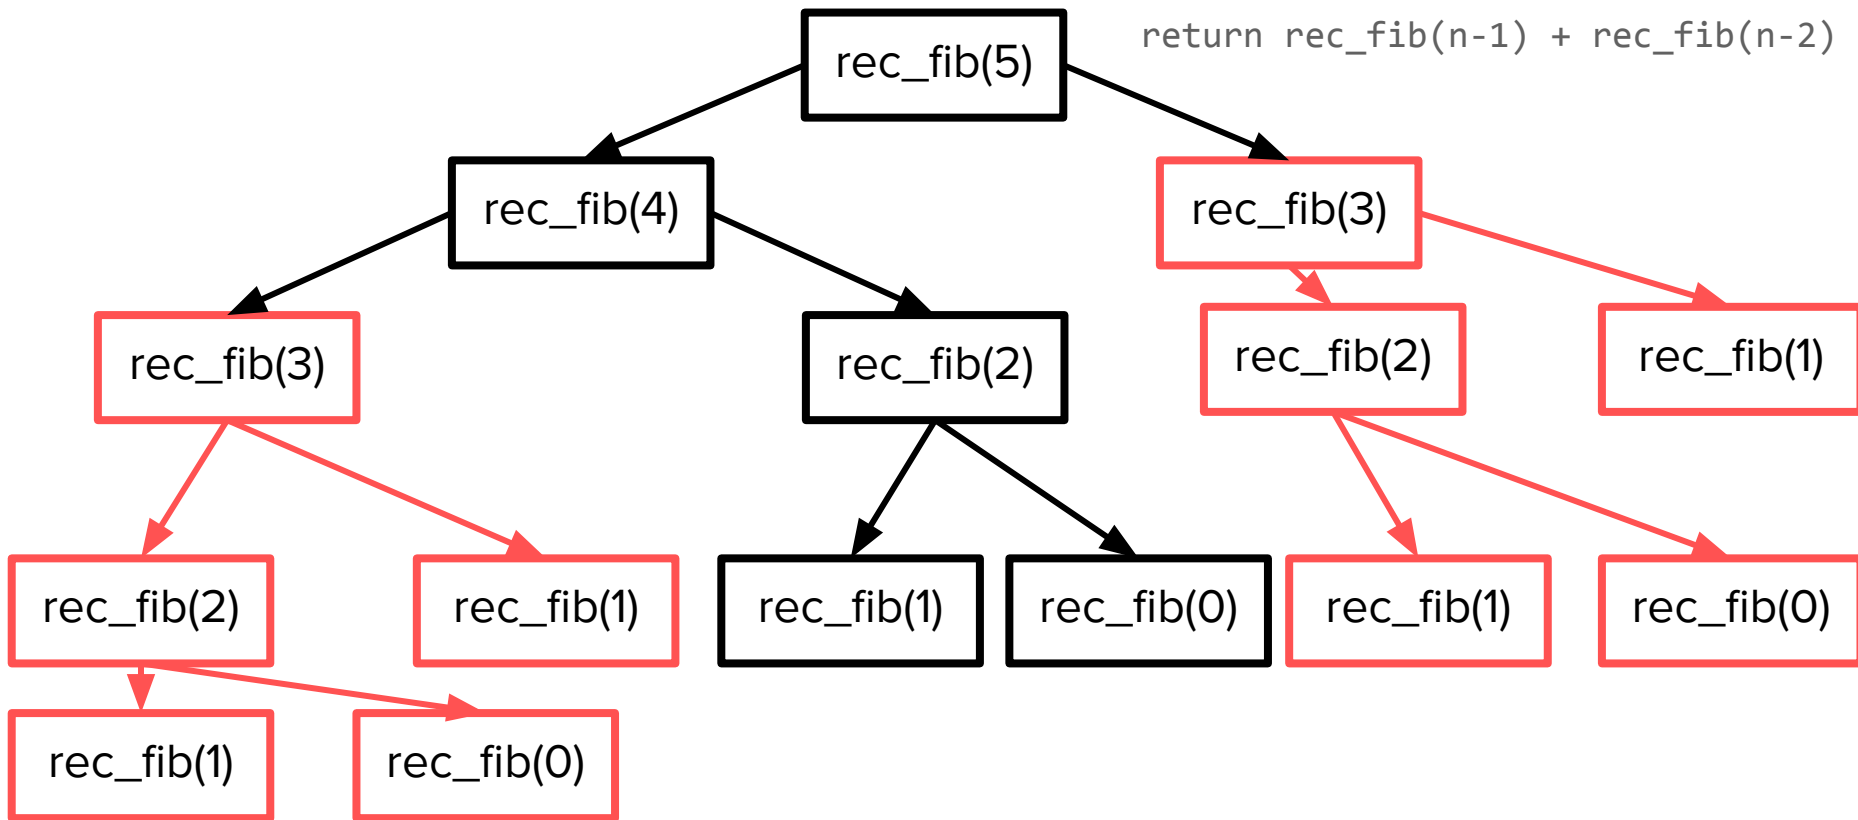 rec_fib(5)
return rec_fib(n-1) + rec_fib(n-2)
rec_fib(4)
rec_fib(3)
rec_fib(3)
rec_fib(2)
rec_fib(2)
rec_fib(1)
rec_fib(2)
rec_fib(1)
rec_fib(1)
rec_fib(0)
rec_fib(1)
rec_fib(0)
rec_fib(1)
rec_fib(0)